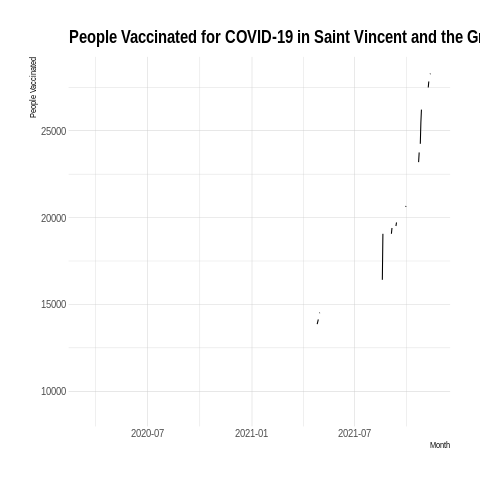 People Vaccinated for COVID-19 in Saint Vincent and the Gr
People Vaccinated
25000
20000
15000
10000
2020-07 2021-01 2021-07
Month